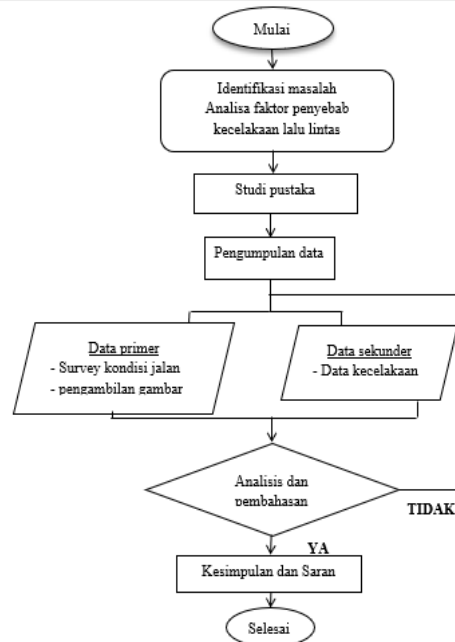 Mulai
Identifikasi masalah
Analisa faktor penyebab
kecelakaan lalu lintas
Studi pustaka
Pengumpulan data
Data primer
- Survey kondisi jalan
- pengambilan gambar
Data sekunder
- Data kecelakaan
Analisis dan
pembahasan
TIDAK
YA
Kesimpulan dan Saran
Selesai